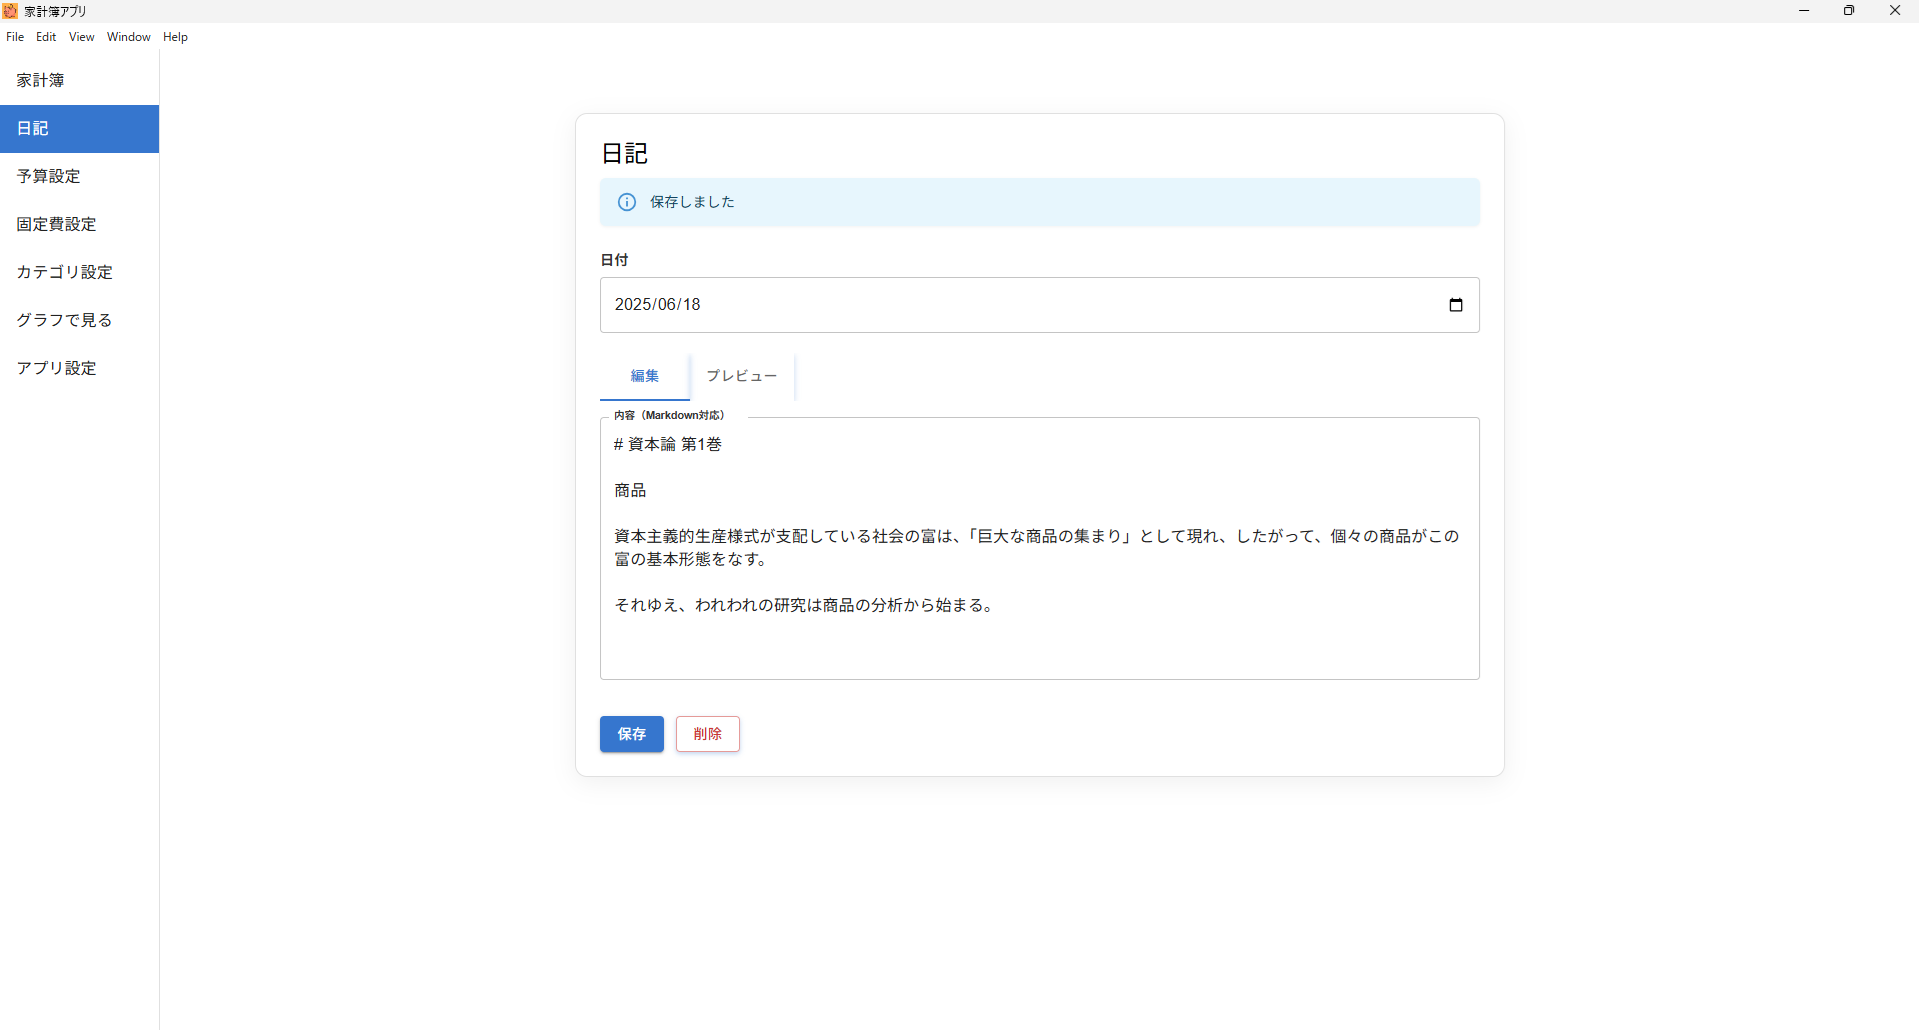 家計簿アプリ
File Edit View Window Help
家計簿
日記
予算設定
固定費設定
カテゴリ設定
グラフで見る
アプリ設定
日記
保存しました
日付
2025/06/18
編集 プレビュー
内容（Markdown対応）
# 資本論 第1巻
商品
資本主義的生産様式が支配している社会の富は、「巨大な商品の集まり」として現れ、したがって、個々の商品がこの
富の基本形態をなす。
それゆえ、われわれの研究は商品の分析から始まる。
保存 削除